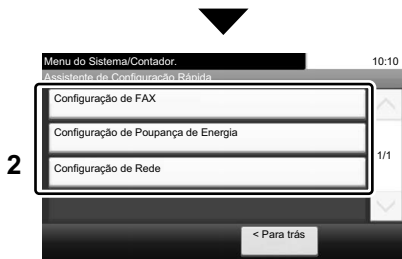 Menu do Sistema/Contador. 10:10
Assistente de Configuração Rápida
Configuração de FAX
Configuração de Poupança de Energia
1/1
2
Configuração de Rede
< Para trás